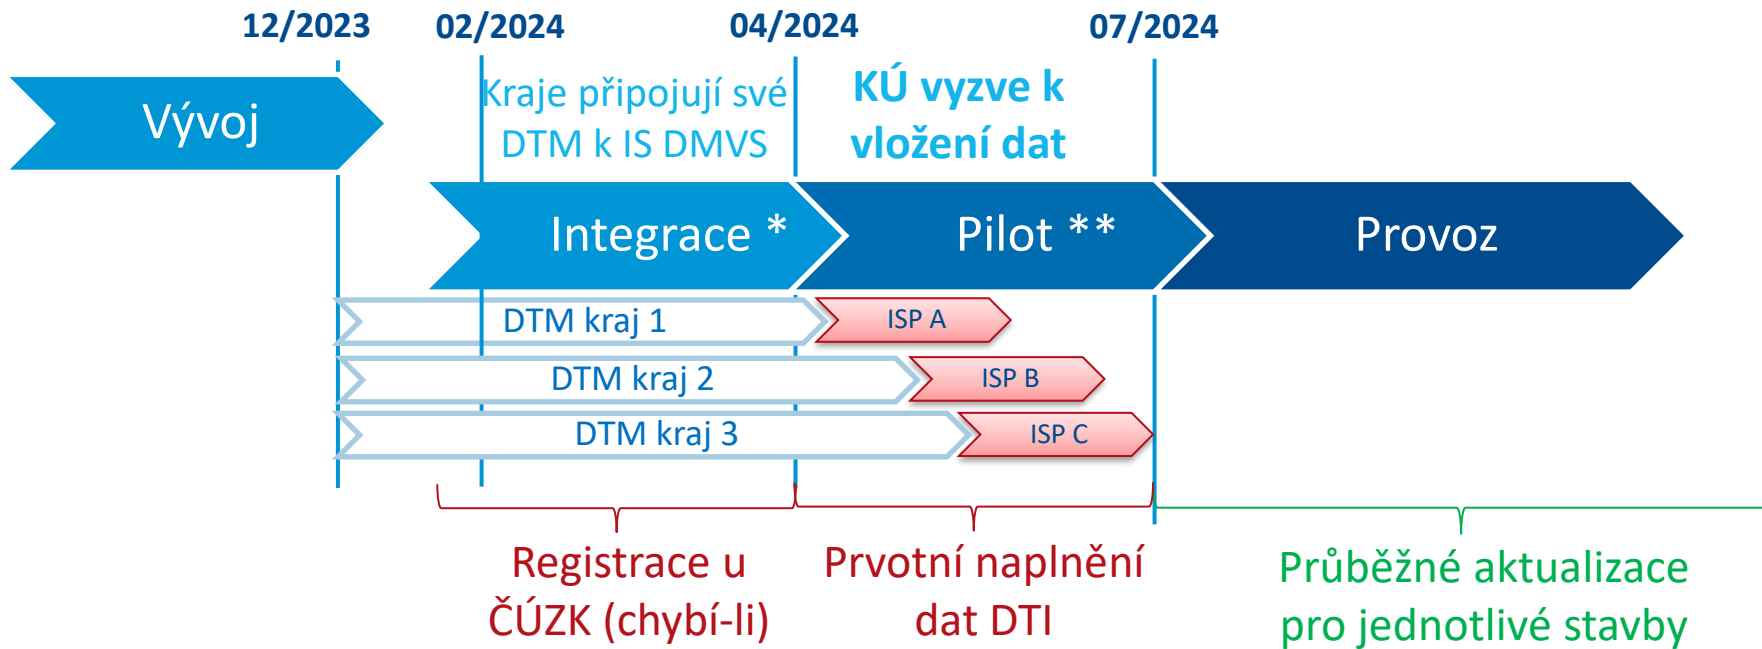 12/2023
02/2024
04/2024
07/2024
Vývoj
Kraje připojují své
DTM k IS DMVS
KÚ vyzve k
vložení dat
Integrace *
Pilot **
Provoz
DTM kraj 1
ISP A
DTM kraj 2
ISP B
DTM kraj 3
ISP C
Registrace u
ČÚZK (chybí-li)
Prvotní naplnění
dat DTI
Průběžné aktualizace
pro jednotlivé stavby